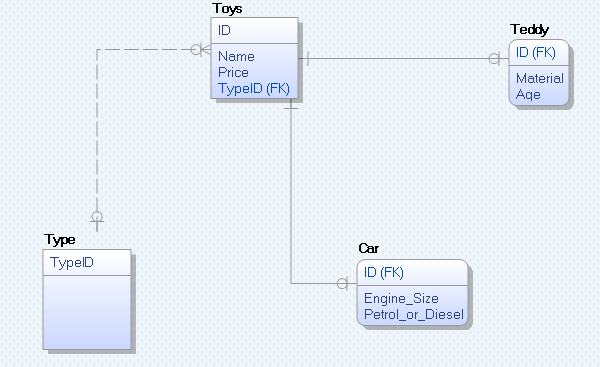 Toys
ID
Name
Price
TypeID (FK)
Teddy
ID (FK)
Material
Age
Type
TypeID
Car
ID (FK)
Engine_Size
Petrol_or_Diesel